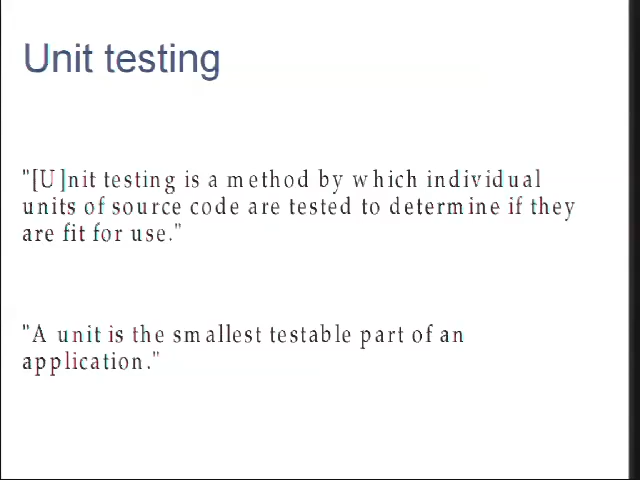 Unit testing
"[U]nit testing is a method by which individual
units of source code are tested to determine if they
are fit for use."
"A unit is the smallest testable part of an
application."